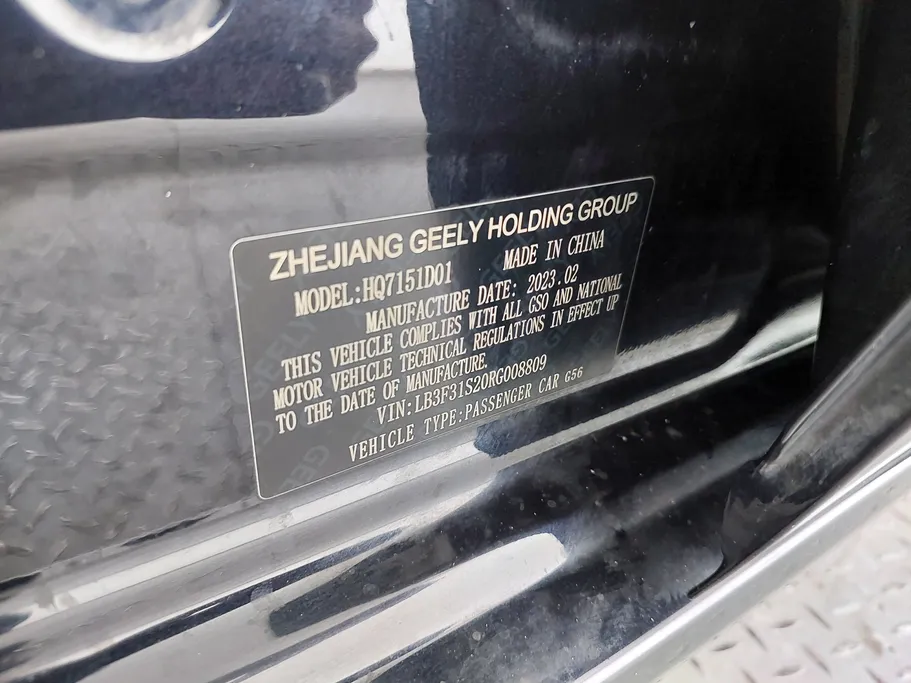 ZHEJIANG GEELY HOLDING GROUP
MADE IN CHINA
MODEL:HQ7151D01
MANUFACTURE DATE: 2023.02
THIS VEHICLE COMPLIES WITH ALL GSO AND NATIONAL
MOTOR VEHICLE TECHNICAL REGULATIONS IN EFFECT UP
TO THE DATE OF MANUFACTURE.
VIN:LB3F31S20RG008809
VEHICLE TYPE:PASSENGER CAR G56